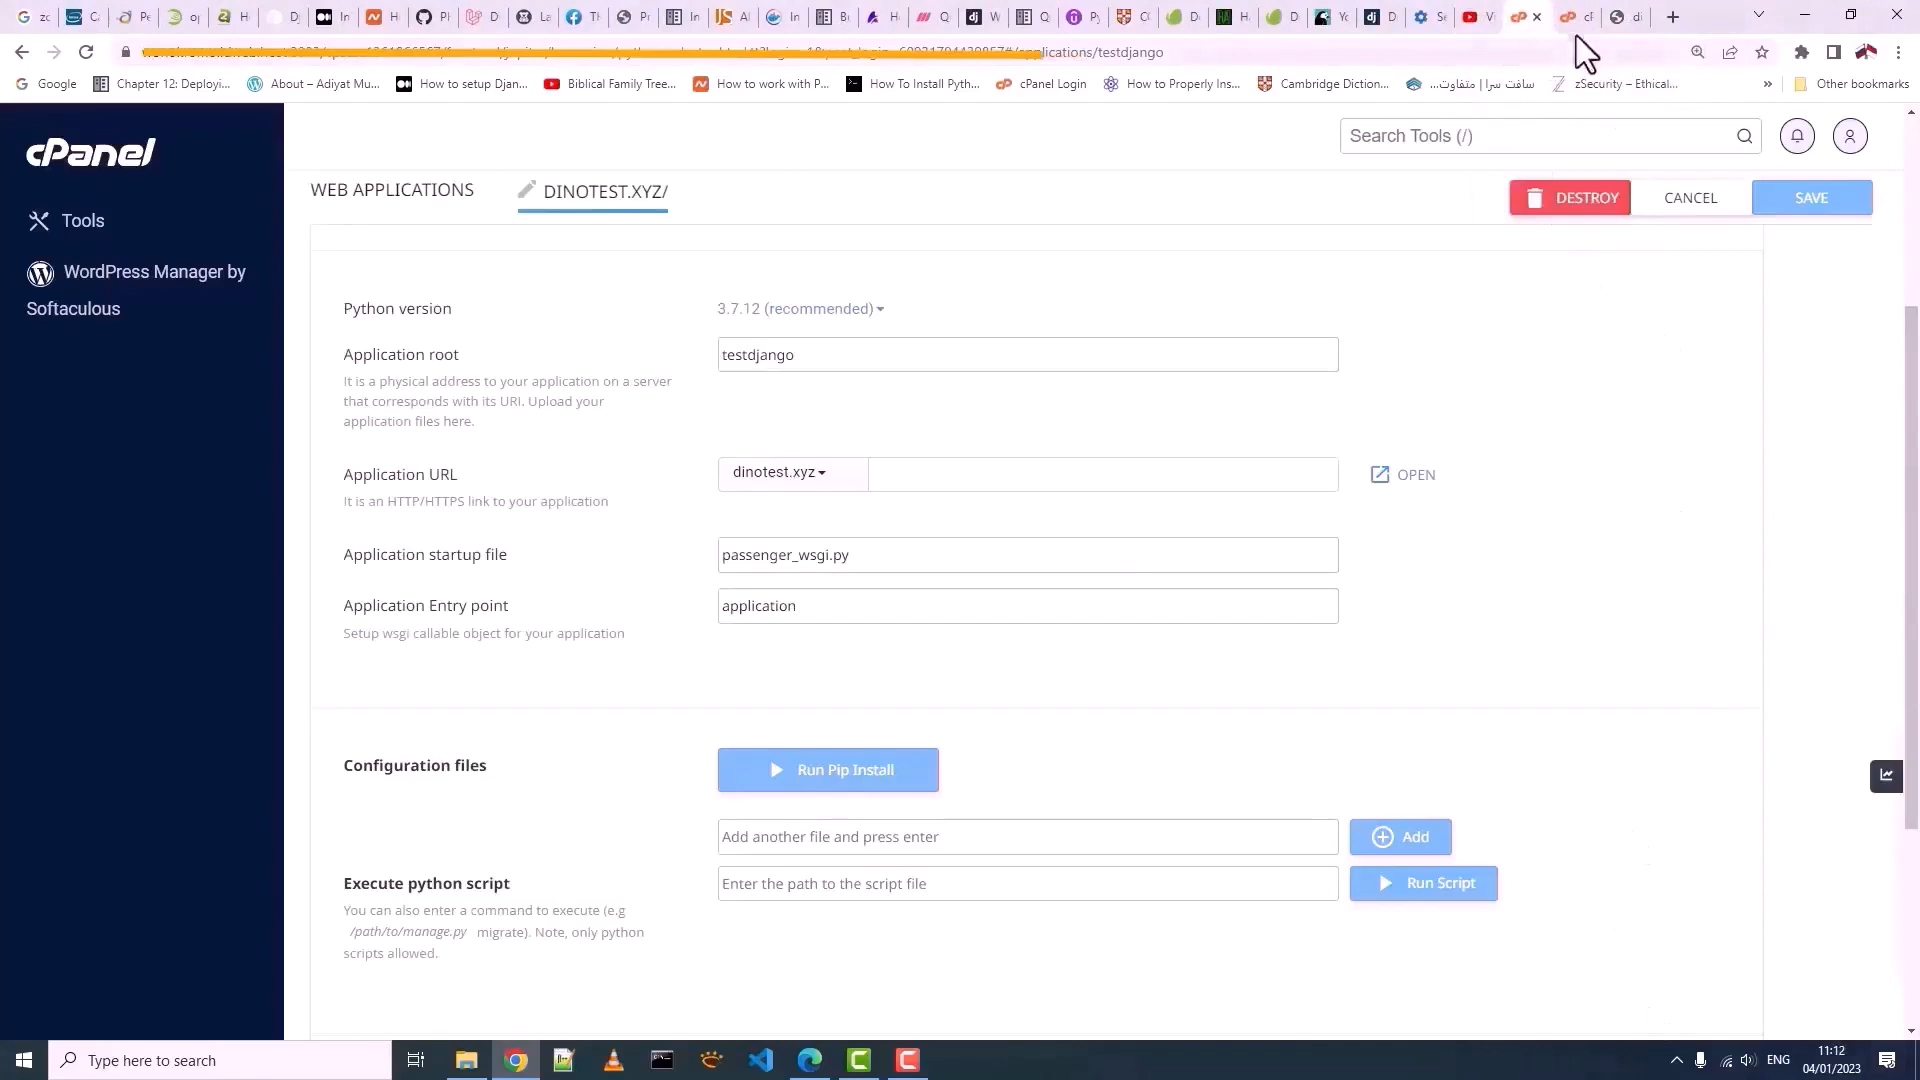 applications/testdjango
Google
Chapter 12: Deployi...
About – Adiyat Mu...
How to setup Djan...
Biblical Family Tree...
How to work with P...
How To Install Pyth...
cPanel Login
How to Properly Ins...
Cambridge Diction...
سافت سرا | متفاوت...
zSecurity – Ethical...
»
Other bookmarks
cPanel
Search Tools (/)
WEB APPLICATIONS
DINOTEST.XYZ/
DESTROY
CANCEL
SAVE
Tools
WordPress Manager by
Softaculous
Python version
3.7.12 (recommended)
Application root
testdjango
It is a physical address to your application on a server
that corresponds with its URI. Upload your
application files here.
Application URL
dinotest.xyz
OPEN
It is an HTTP/HTTPS link to your application
Application startup file
passenger_wsgi.py
Application Entry point
application
Setup wsgi callable object for your application
Configuration files
Run Pip Install
Add another file and press enter
Add
Execute python script
Enter the path to the script file
Run Script
You can also enter a command to execute (e.g
/path/to/manage.py migrate). Note, only python
scripts allowed.
Type here to search
ENG
11:12
04/01/2023